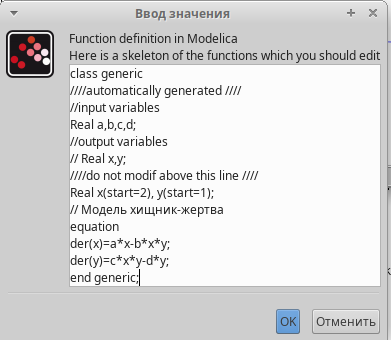 Ввод значения
Function definition in Modelica
Here is a skeleton of the functions which you should edit
class generic
////automatically generated ////
//input variables
Real a,b,c,d;
//output variables
// Real x,y;
////do not modif above this line ////
Real x(start=2), y(start=1);
// Модель хищник-жертва
equation
der(x)=a*x-b*x*y;
der(y)=c*x*y-d*y;
end generic;
OK
Отменить